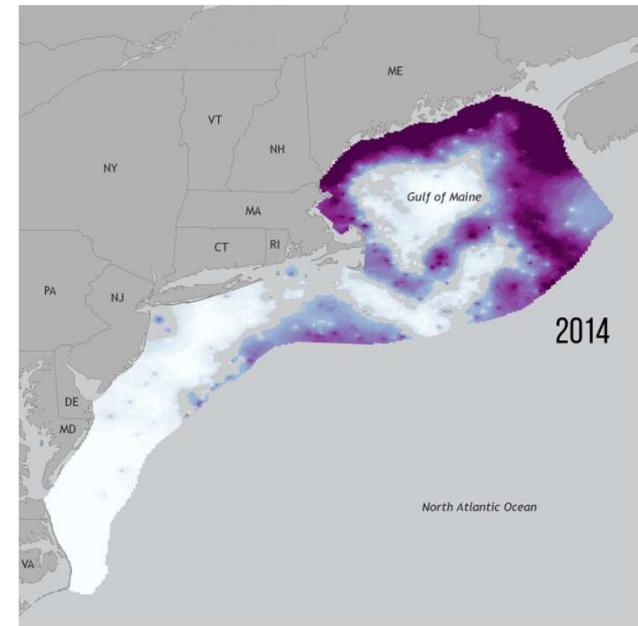 ME
VT
NH
NY
Gulf of Maine
MA
CT
RI
PA
NJ
2014
DE
MD
North Atlantic Ocean
VA